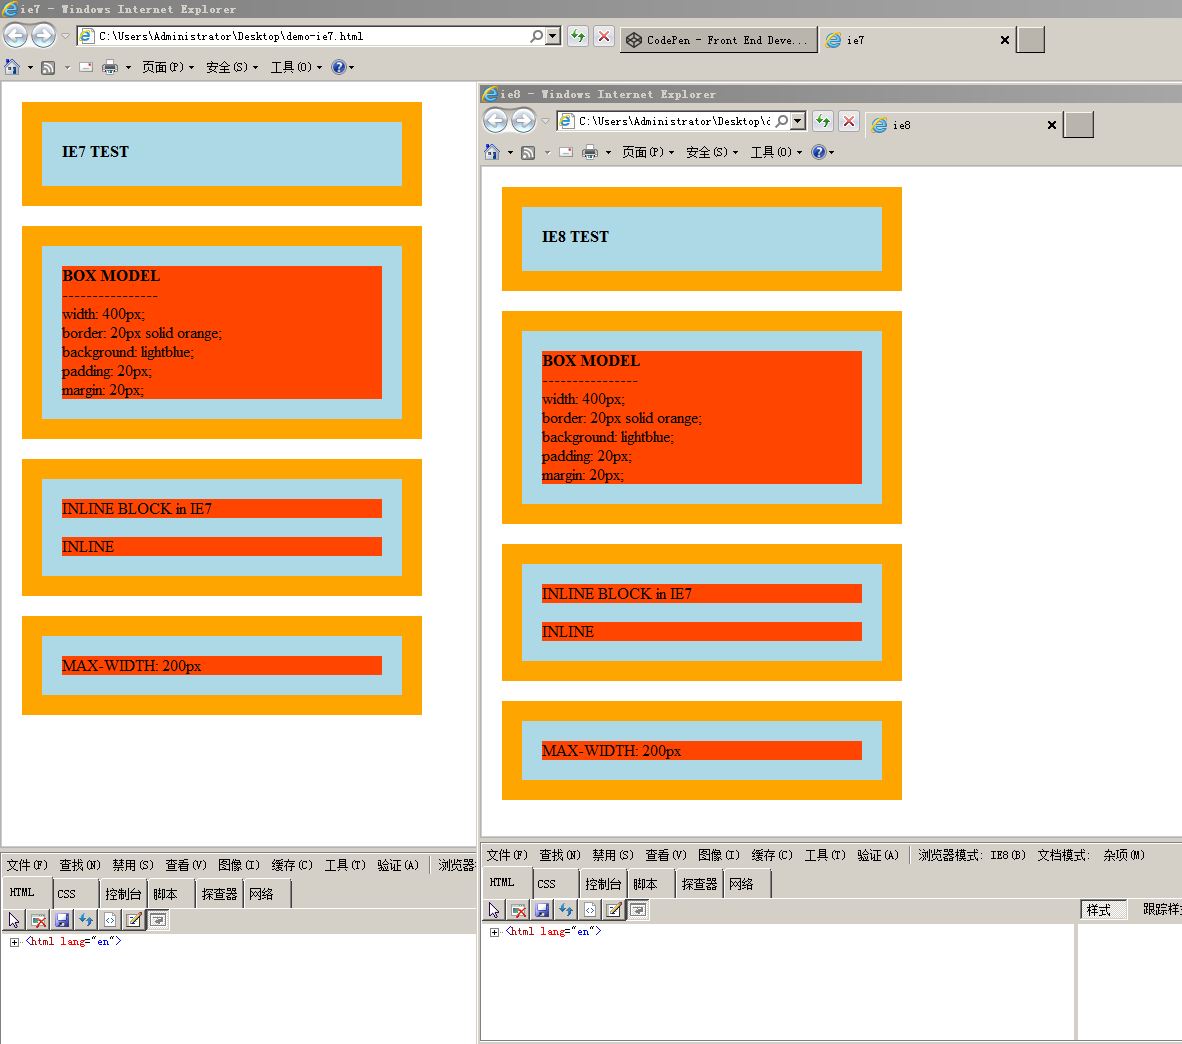 ie7 - Windows Internet Explorer
C:\Users\Administrator\Desktop\demo-ie7.html
CodePen - Front End Deve...
ie7
页面(P)
安全(S)
工具(O)
IE7 TEST
BOX MODEL
----------------
width: 400px;
border: 20px solid orange;
background: lightblue;
padding: 20px;
margin: 20px;
INLINE BLOCK in IE7
INLINE
MAX-WIDTH: 200px
文件(F) 查找(N) 禁用(S) 查看(V) 图像(I) 缓存(C) 工具(T) 验证(A) 浏览器
HTML CSS 控制台 脚本 探查器 网络
<html lang="en">
ie8 - Windows Internet Explorer
C:\Users\Administrator\Desktop\d
ie8
页面(P) 安全(S) 工具(O)
IE8 TEST
BOX MODEL
----------------
width: 400px;
border: 20px solid orange;
background: lightblue;
padding: 20px;
margin: 20px;
INLINE BLOCK in IE7
INLINE
MAX-WIDTH: 200px
文件(F) 查找(N) 禁用(S) 查看(V) 图像(I) 缓存(C) 工具(T) 验证(A) 浏览器模式: IE8(B) 文档模式: 杂项(M)
HTML CSS 控制台 脚本 探查器 网络
样式 跟踪样式
<html lang="en">